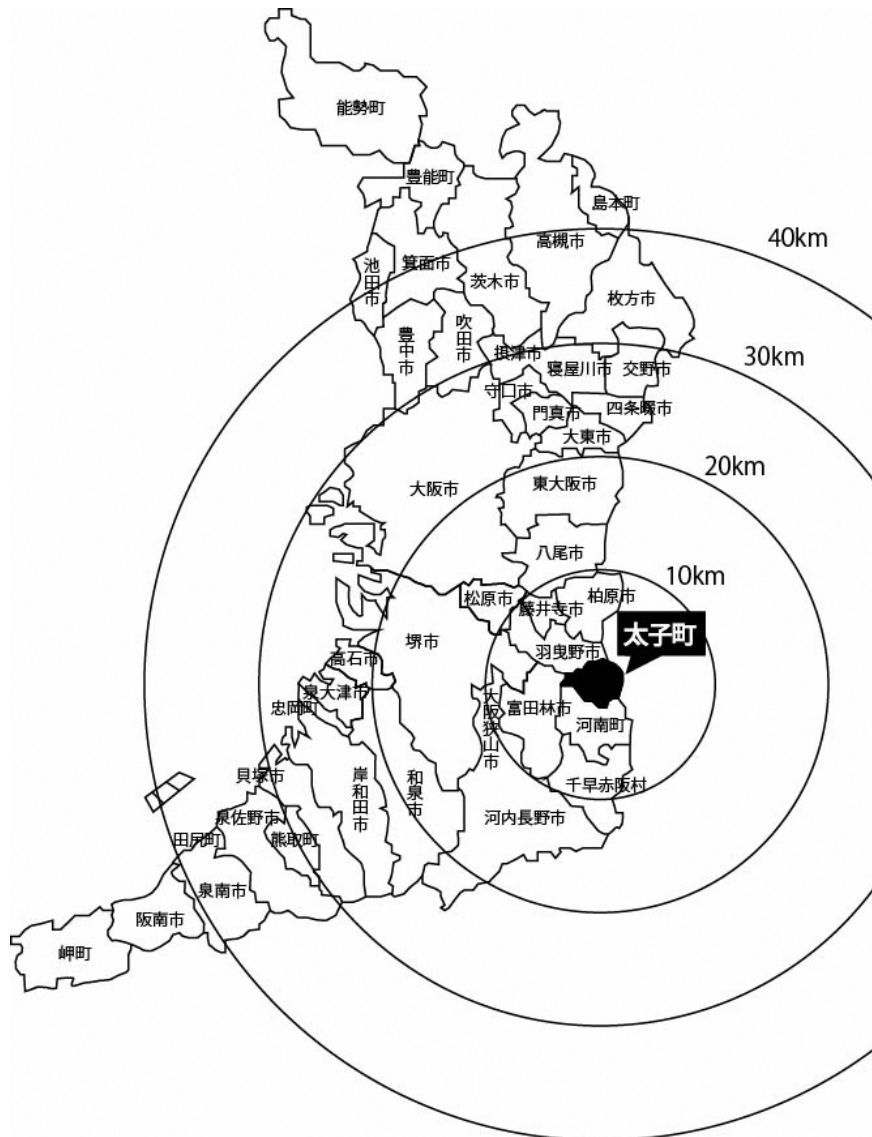 能勢町
豊能町
島本町
40km
高槻市
池田市
箕面市
茨木市
枚方市
豊中市
吹田市
摂津市
30km
寝屋川市
交野市
守口市
門真市
四条畷市
大東市
20km
大阪市
東大阪市
八尾市
10km
松原市
藤井寺市
柏原市
太子町
堺市
羽曳野市
高石市
泉大津市
忠岡町
大阪狭山市
富田林市
河南町
貝塚市
岸和田市
和泉市
千早赤阪村
泉佐野市
河内長野市
田尻町
熊取町
泉南市
阪南市
岬町